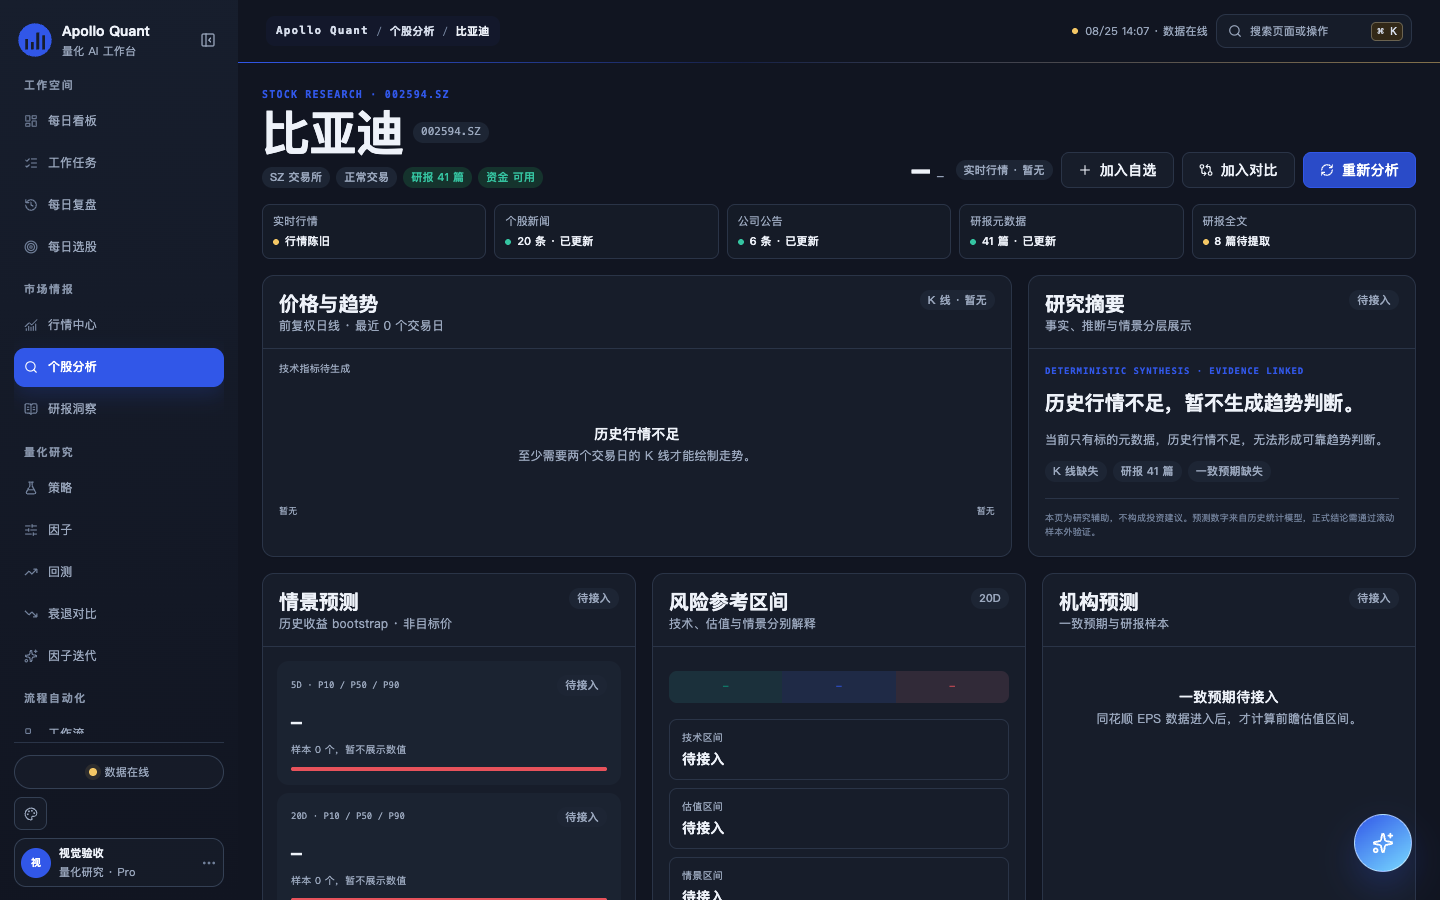 Apollo Quant
量化 AI 工作台
工作空间
每日看板
工作任务
每日复盘
每日选股
市场情报
行情中心
个股分析
研报洞察
量化研究
策略
因子
回测
衰退对比
因子迭代
流程自动化
工作流
数据在线
视
视觉验收
量化研究 · Pro
Apollo Quant / 个股分析 / 比亚迪
08/25 14:07 · 数据在线
搜索页面或操作
⌘ K
STOCK RESEARCH · 002594.SZ
比亚迪
002594.SZ
SZ 交易所
正常交易
研报 41 篇
资金 可用
— –
实时行情 · 暂无
加入自选
加入对比
重新分析
实时行情
行情陈旧
个股新闻
20 条 · 已更新
公司公告
6 条 · 已更新
研报元数据
41 篇 · 已更新
研报全文
8 篇待提取
价格与趋势
前复权日线 · 最近 0 个交易日
K 线 · 暂无
技术指标待生成
历史行情不足
至少需要两个交易日的 K 线才能绘制走势。
暂无
暂无
研究摘要
事实、推断与情景分层展示
待接入
DETERMINISTIC SYNTHESIS · EVIDENCE LINKED
历史行情不足，暂不生成趋势判断。
当前只有标的元数据，历史行情不足，无法形成可靠趋势判断。
K 线缺失
研报 41 篇
一致预期缺失
本页为研究辅助，不构成投资建议。预测数字来自历史统计模型，正式结论需通过滚动
样本外验证。
情景预测
历史收益 bootstrap · 非目标价
待接入
5D · P10 / P50 / P90
待接入
—
样本 0 个，暂不展示数值
20D · P10 / P50 / P90
待接入
—
样本 0 个，暂不展示数值
风险参考区间
技术、估值与情景分别解释
20D
–
–
–
技术区间
待接入
估值区间
待接入
情景区间
待接入
机构预测
一致预期与研报样本
待接入
一致预期待接入
同花顺 EPS 数据进入后，才计算前瞻估值区间。